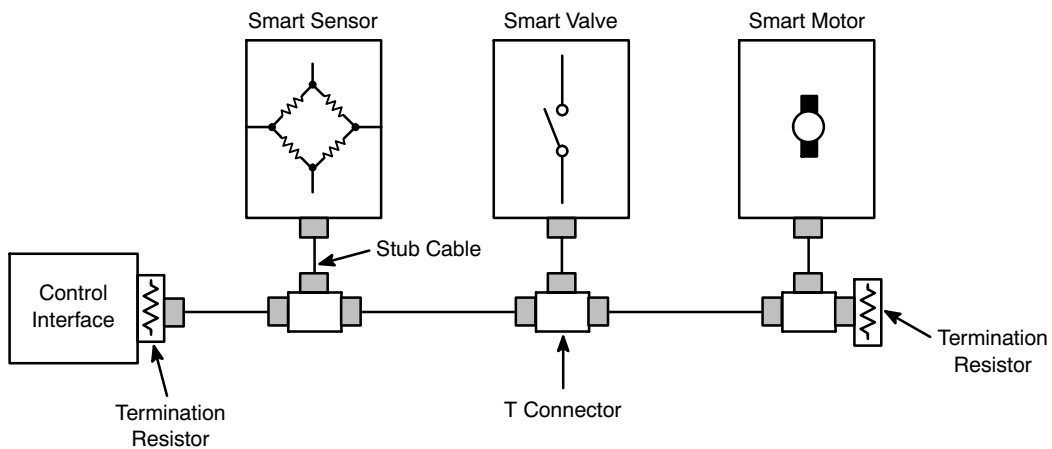 Smart Sensor
Smart Valve
Smart Motor
Stub Cable
Control
Interface
Termination
Resistor
T Connector
Termination
Resistor